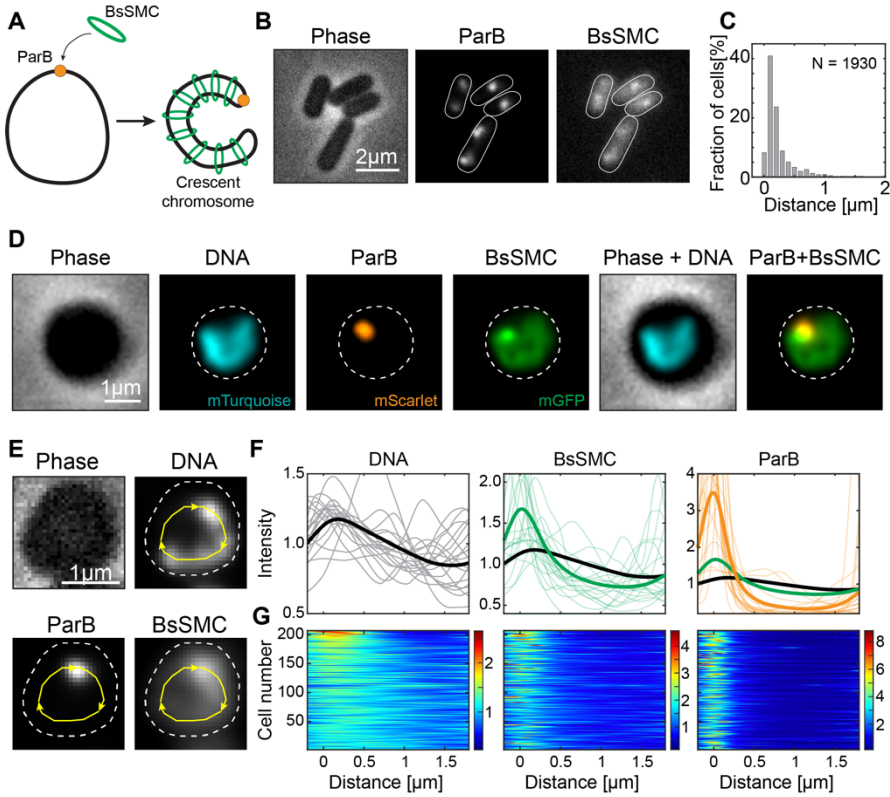 A
BsSMC
ParB
Crescent
chromosome
B
Phase
ParB
BsSMC
2µm
C
Fraction of cells[%]
40
20
0
N = 1930
0
1
2
Distance [µm]
D
Phase
DNA
ParB
BsSMC
Phase + DNA
ParB+BsSMC
1µm
mTurquoise
mScarlet
mGFP
E
Phase
DNA
1µm
ParB
BsSMC
F
DNA
BsSMC
ParB
Intensity
1.5
1.0
0.5
2.0
1.5
1.0
0.5
4
3
2
1
G
Cell number
200
150
100
50
2
1
4
3
2
1
8
6
4
2
0
0.5
1
1.5
0
0.5
1
1.5
0
0.5
1
1.5
Distance [µm]
Distance [µm]
Distance [µm]